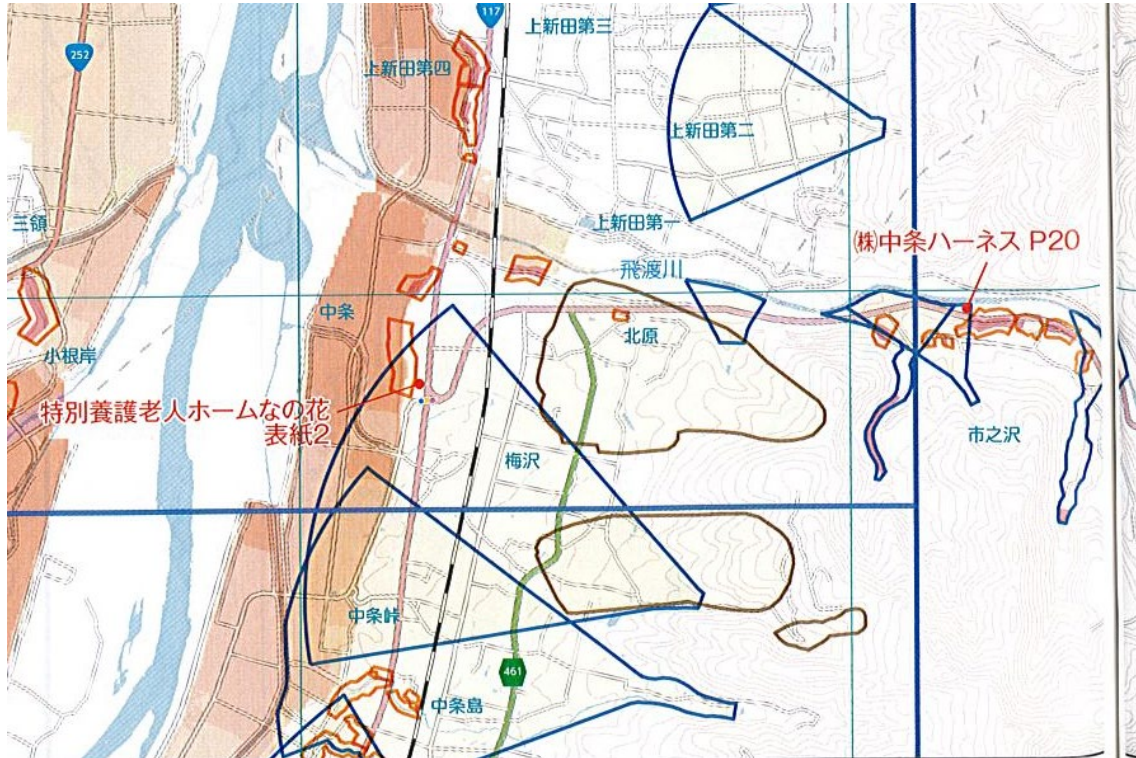 117
上新田第三
252
上新田第四
上新田第二
三領
上新田第一
㈱中条ハーネス P20
飛渡川
中条
北原
小根岸
特別養護老人ホームなの花
表紙2
梅沢
市之沢
中条峠
461
中条島